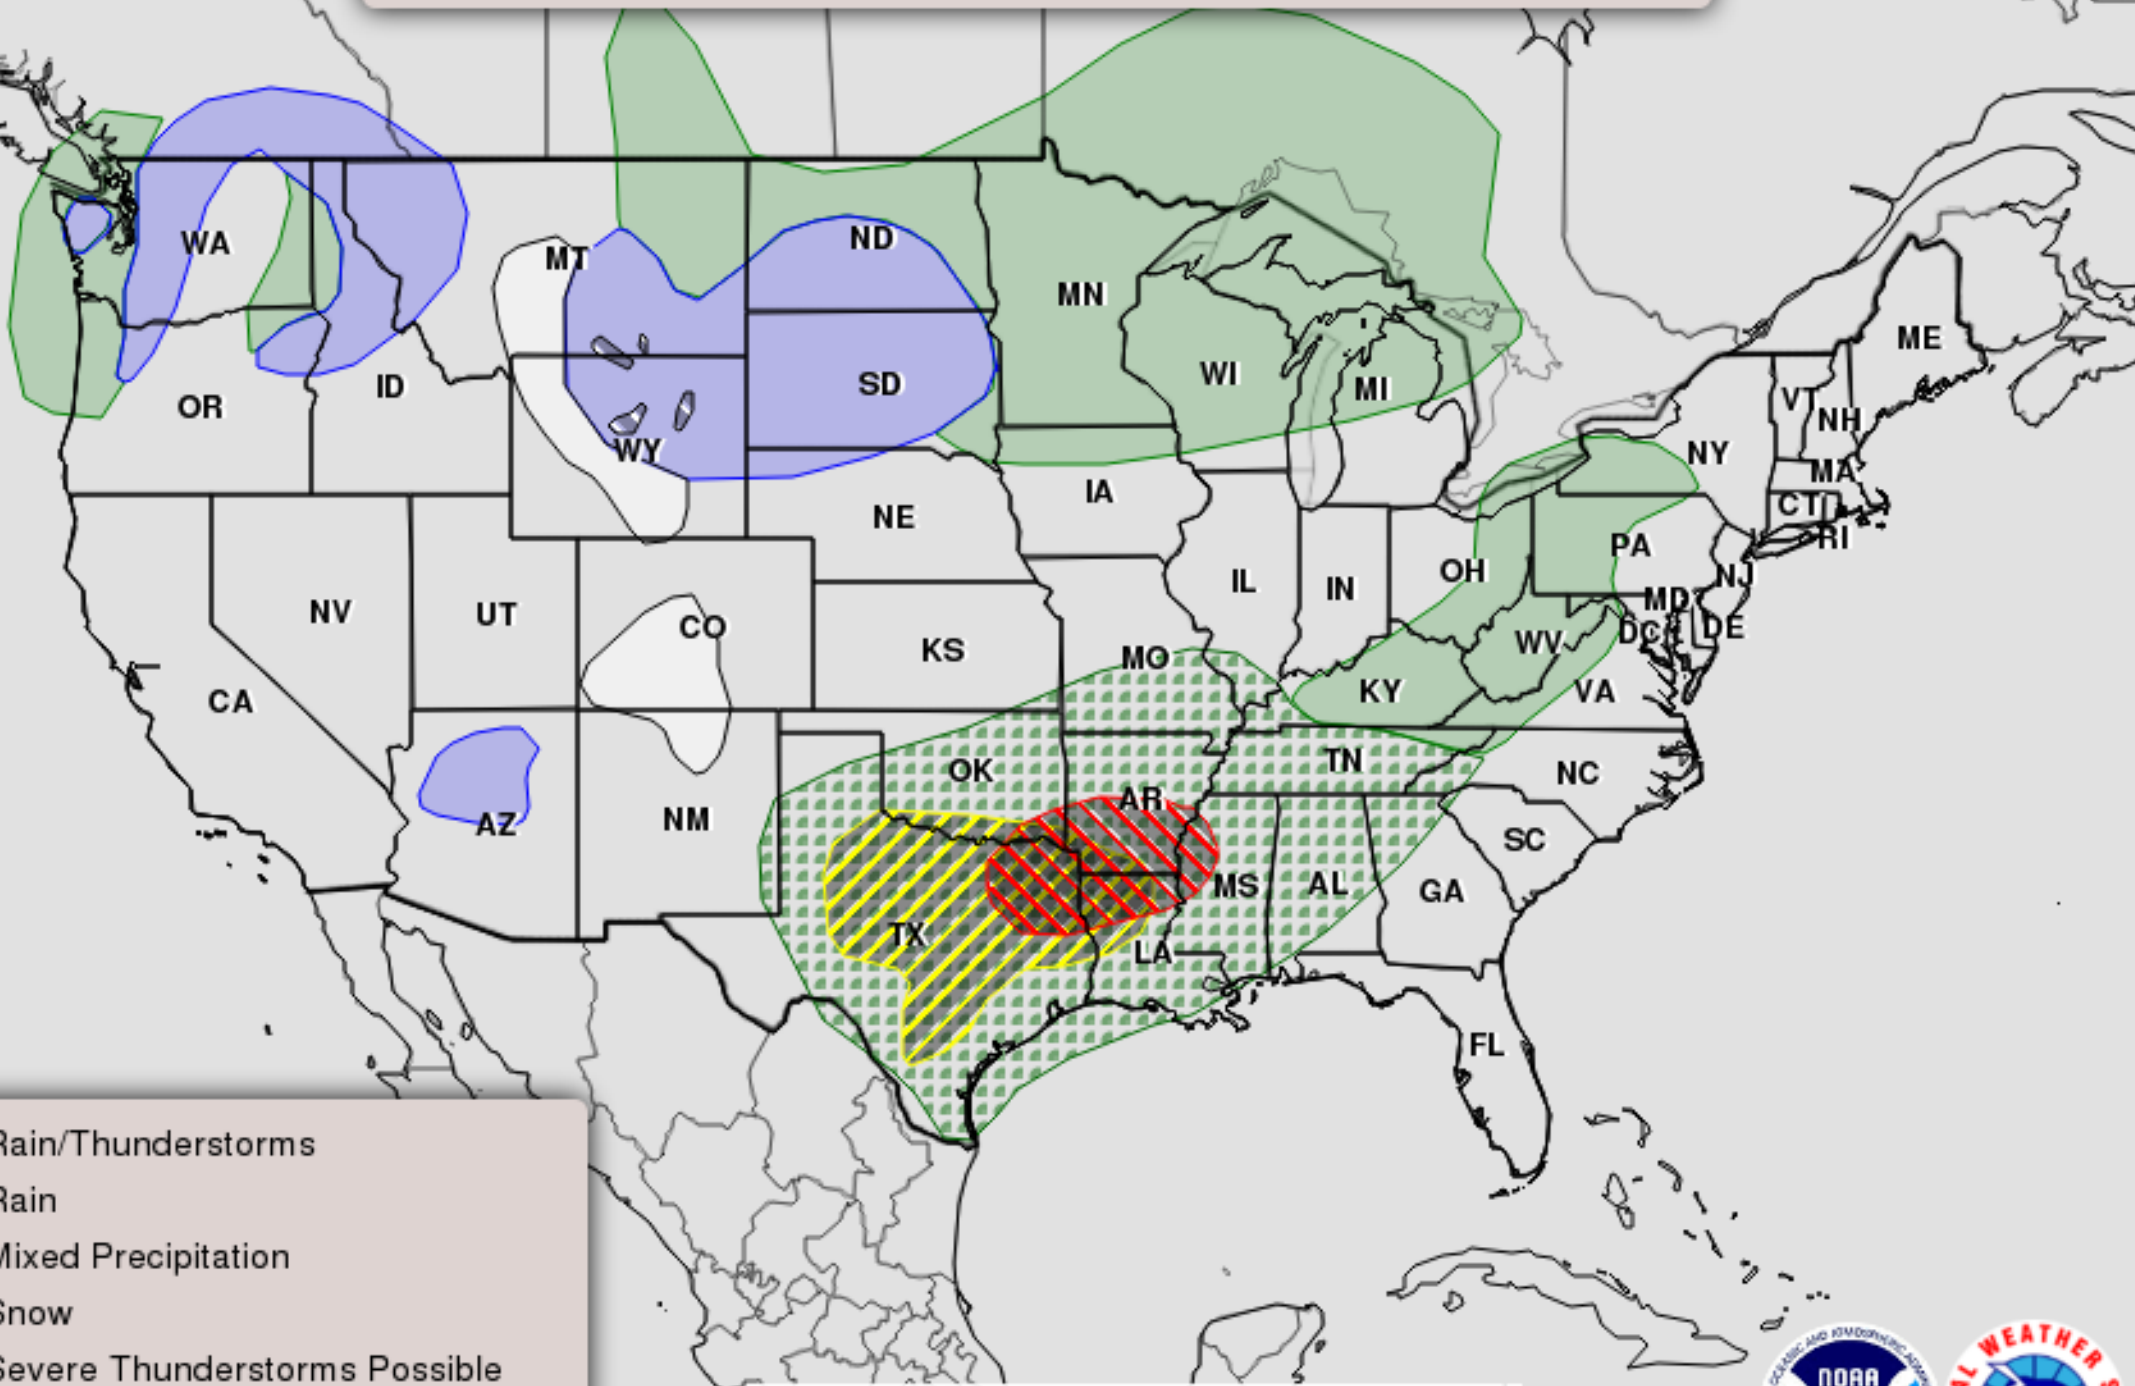 WA
MT
ND
MN
ME
WI
MI
SD
ID
OR
VT
NH
NY
WY
MA
IA
CT
NE
RI
PA
OH
IL
IN
NJ
MD
NV
UT
CO
DC
DE
WV
KS
MO
KY
VA
CA
OK
TN
NC
AR
NM
AZ
SC
MS
AL
GA
TX
LA
FL
Rain/Thunderstorms
Rain
Mixed Precipitation
Snow
Severe Thunderstorms Possible
NOAA
WEATHER